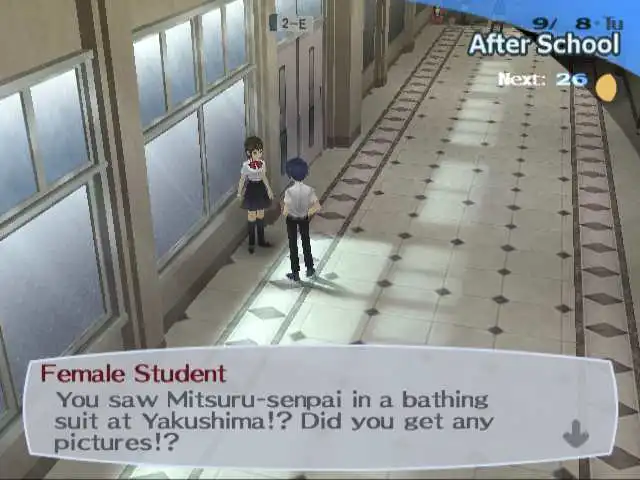 2-E
9/ 8·Tu
After School
Next: 26
Female Student
You saw Mitsuru-senpai in a bathing
suit at Yakushima!? Did you get any
pictures!?